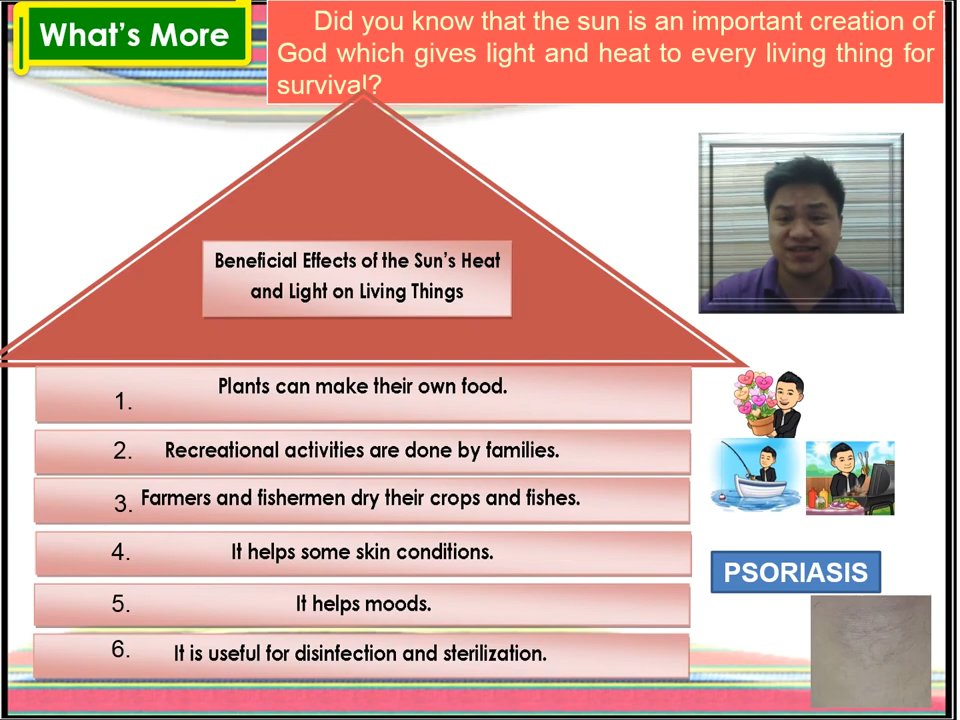 What's More
Did you know that the sun is an important creation of
God which gives light and heat to every living thing for
survival?
Beneficial Effects of the Sun's Heat
and Light on Living Things
1. Plants can make their own food.
2. Recreational activities are done by families.
3. Farmers and fishermen dry their crops and fishes.
4. It helps some skin conditions.
PSORIASIS
5. It helps moods.
6. It is useful for disinfection and sterilization.